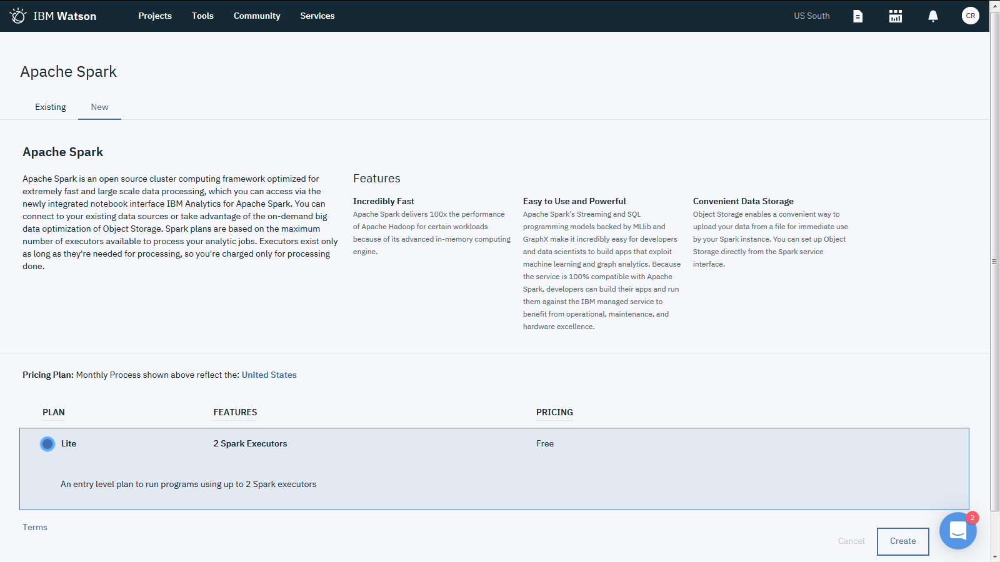 IBM Watson
Projects
Tools
Community
Services
US South
CR
Apache Spark
Existing
New
Apache Spark
Apache Spark is an open source cluster computing framework optimized for
extremely fast and large scale data processing, which you can access via the
newly integrated notebook interface IBM Analytics for Apache Spark. You can
connect to your existing data sources or take advantage of the on-demand big
data optimization of Object Storage. Spark plans are based on the maximum
number of executors available to process your analytic jobs. Executors exist only
as long as they're needed for processing, so you're charged only for processing
done.
Features
Incredibly Fast
Apache Spark delivers 100x the performance
of Apache Hadoop for certain workloads
because of its advanced in-memory computing
engine.
Easy to Use and Powerful
Apache Spark's Streaming and SQL
programming models backed by MLlib and
GraphX make it incredibly easy for developers
and data scientists to build apps that exploit
machine learning and graph analytics. Because
the service is 100% compatible with Apache
Spark, developers can build their apps and run
them against the IBM managed service to
benefit from operational, maintenance, and
hardware excellence.
Convenient Data Storage
Object Storage enables a convenient way to
upload your data from a file for immediate use
by your Spark instance. You can set up Object
Storage directly from the Spark service
interface.
Pricing Plan: Monthly Process shown above reflect the: United States
PLAN
FEATURES
PRICING
Lite
2 Spark Executors
Free
An entry level plan to run programs using up to 2 Spark executors
Terms
Cancel
Create
2